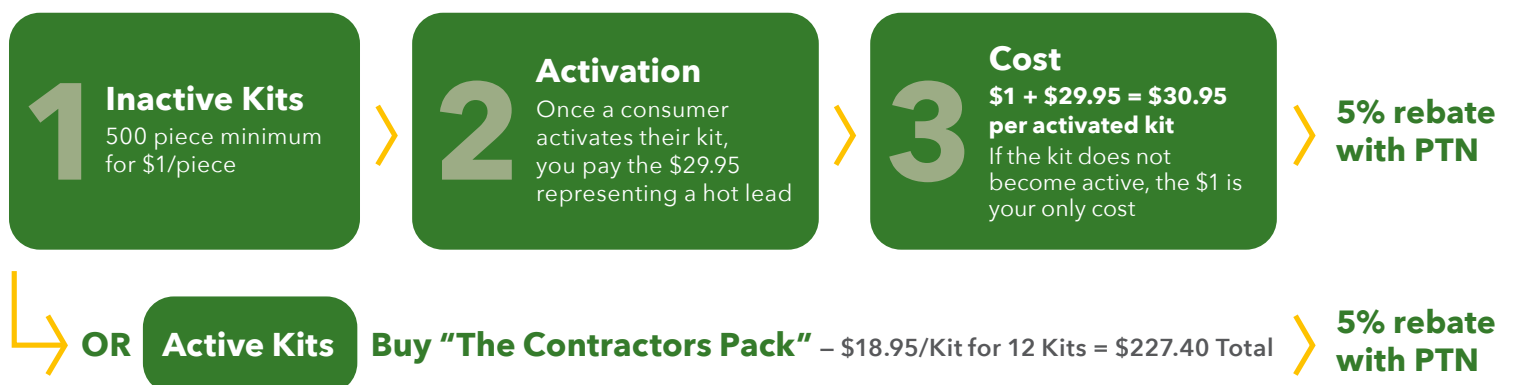 1
Inactive Kits
500 piece minimum
for $1/piece
2
Activation
Once a consumer
activates their kit,
you pay the $29.95
representing a hot lead
3
Cost
$1 + $29.95 = $30.95
per activated kit
If the kit does not
become active, the $1 is
your only cost
5% rebate
with PTN
OR Active Kits Buy “The Contractors Pack” – $18.95/Kit for 12 Kits = $227.40 Total
5% rebate
with PTN